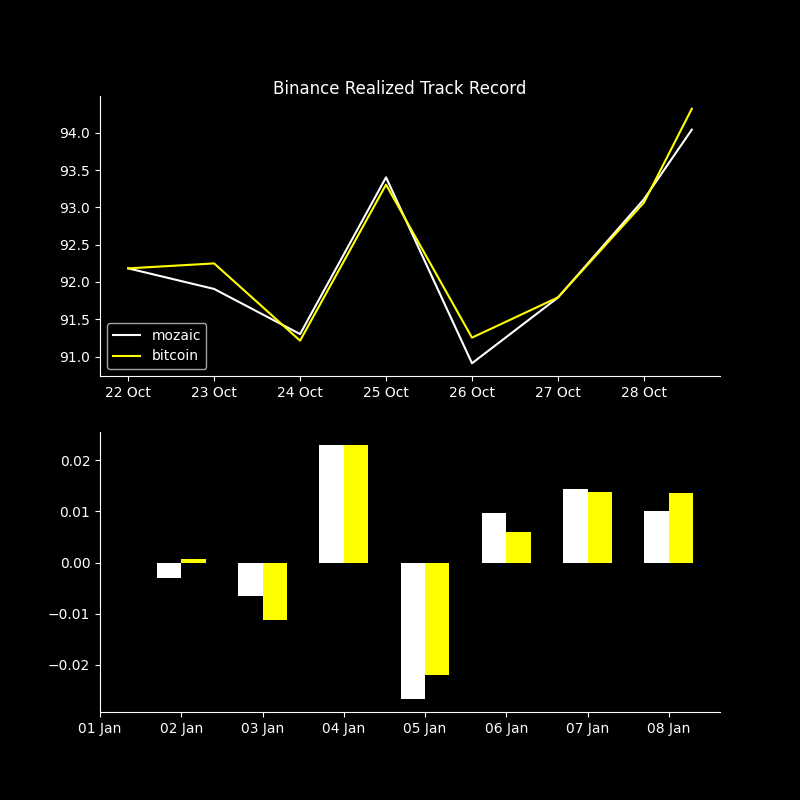 Binance Realized Track Record
94.0
93.5
93.0
92.5
92.0
91.5
91.0
mozaic
bitcoin
22 Oct 23 Oct 24 Oct 25 Oct 26 Oct 27 Oct 28 Oct
0.02
0.01
0.00
−0.01
−0.02
01 Jan 02 Jan 03 Jan 04 Jan 05 Jan 06 Jan 07 Jan 08 Jan